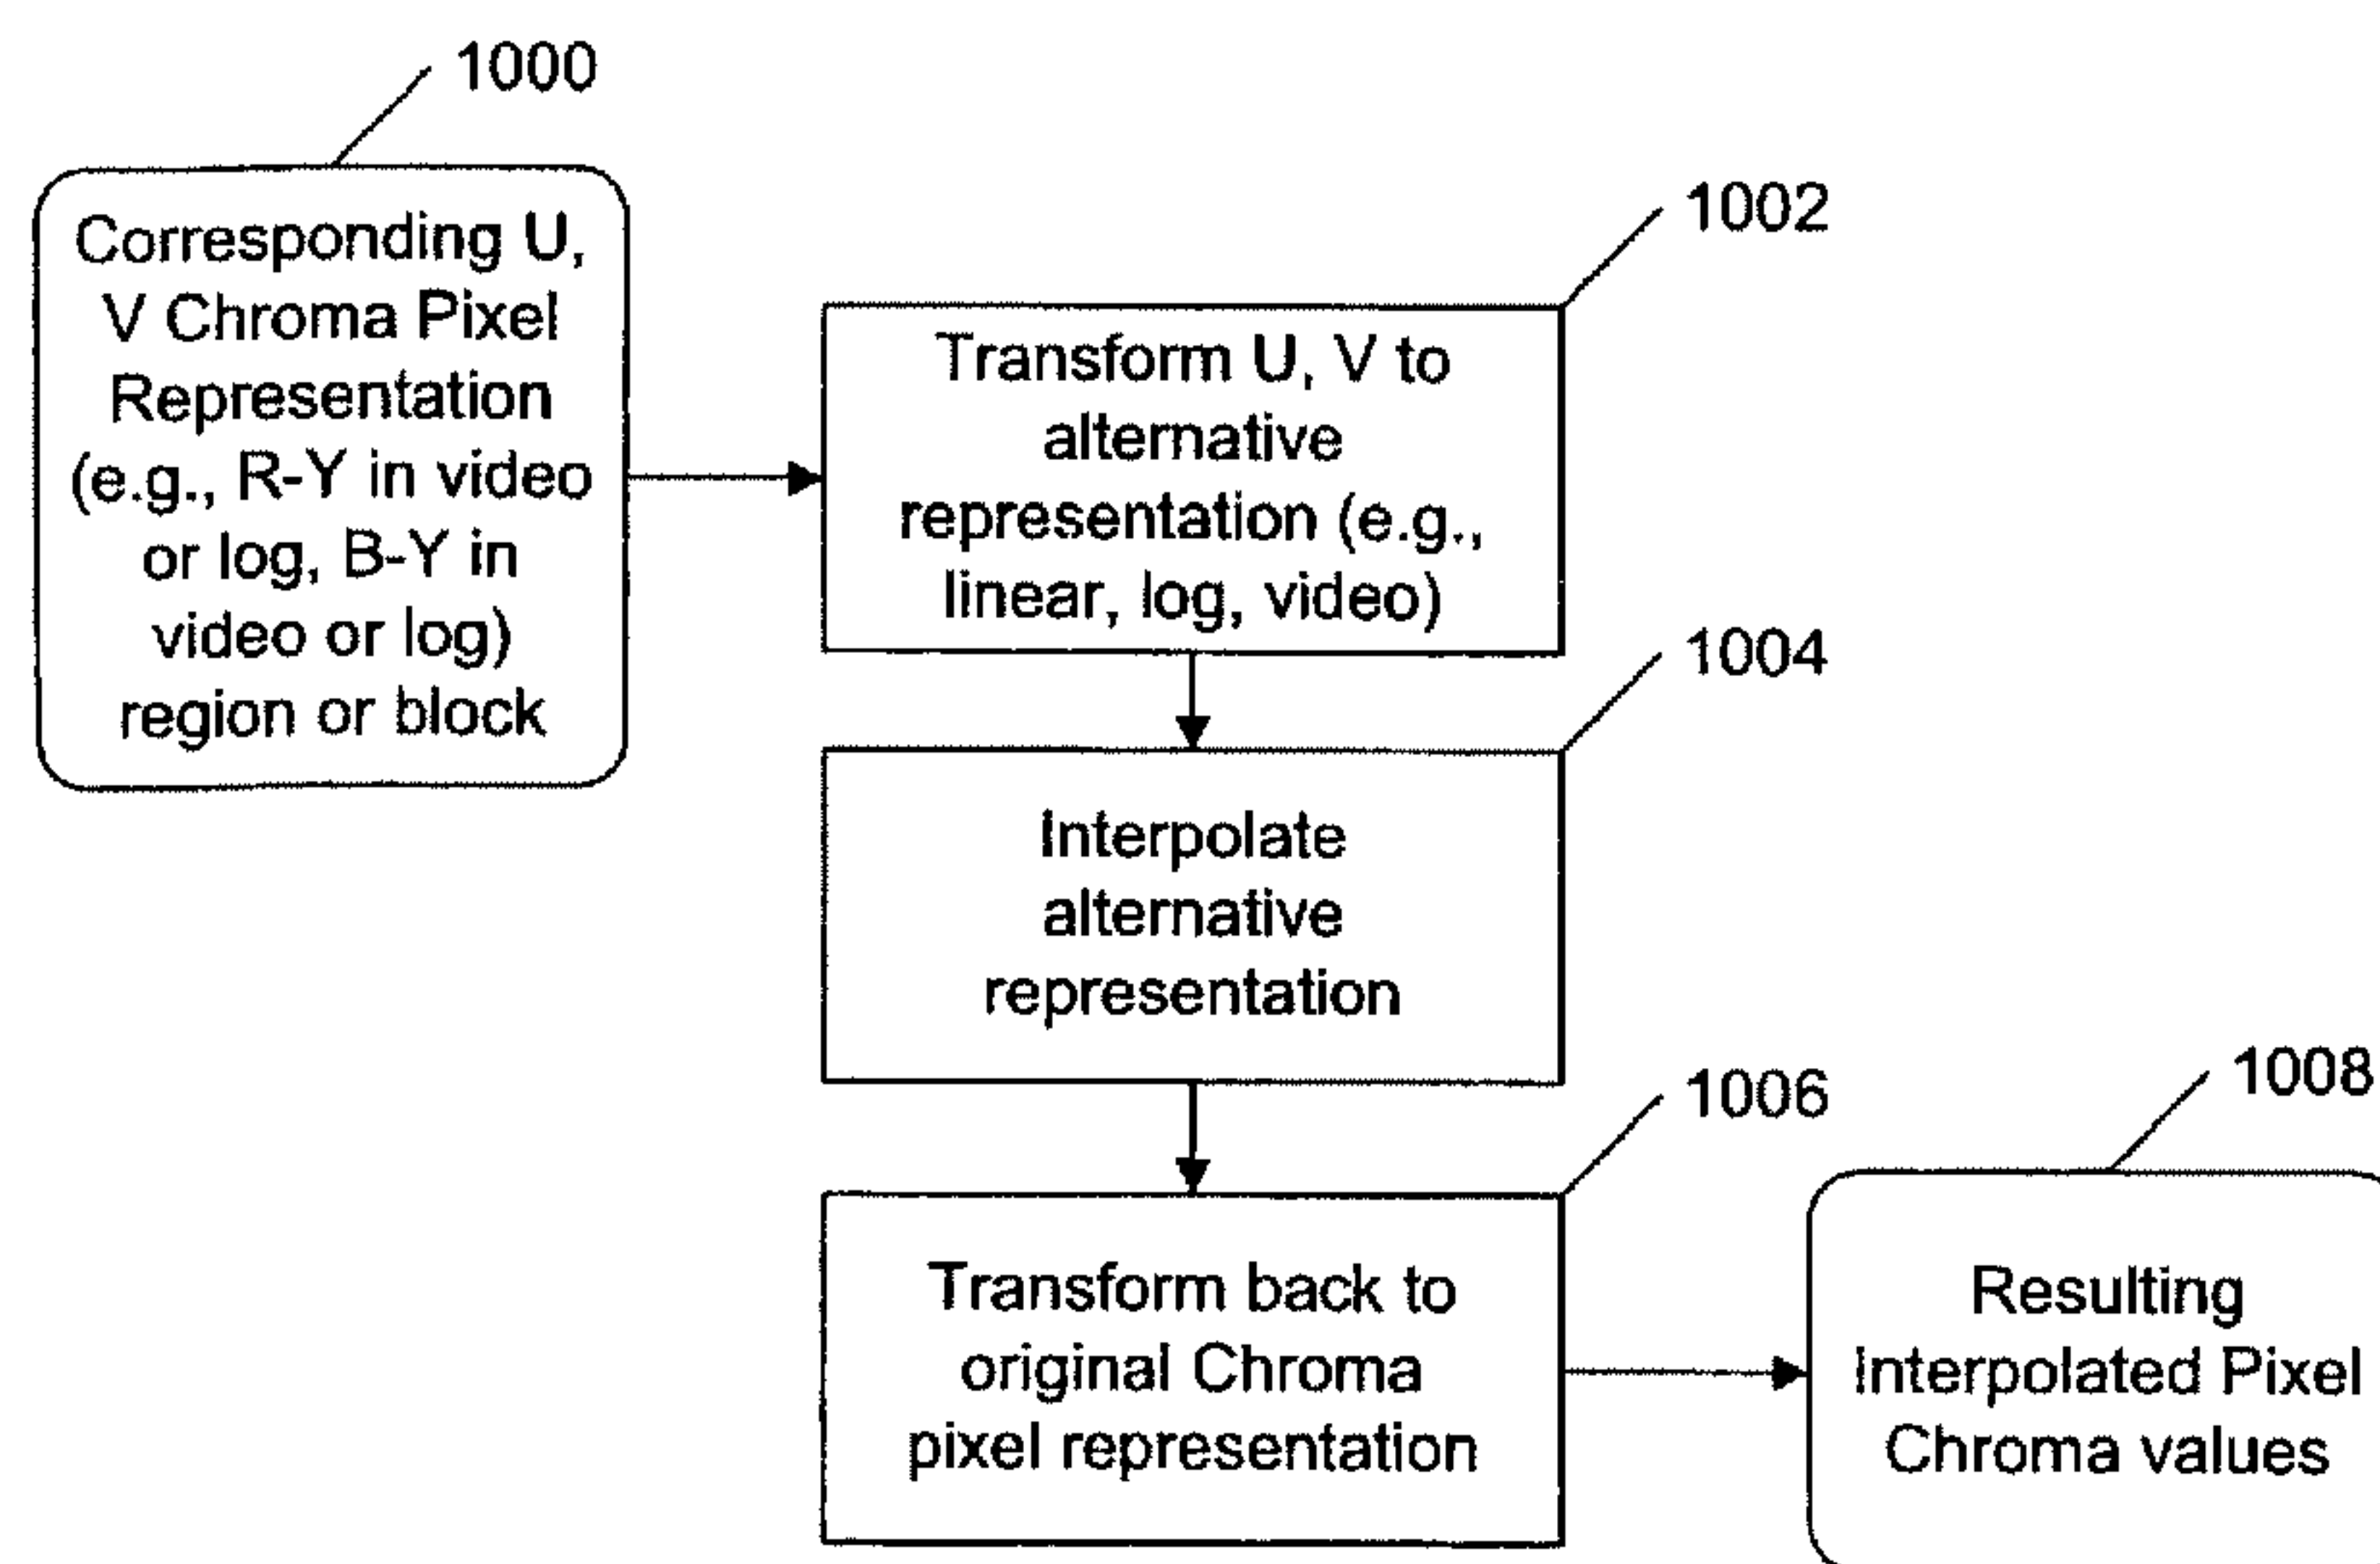 1000
Corresponding U,
V Chroma Pixel
Representation
(e.g., R-Y in video
or log, B-Y in
video or log)
region or block
1002
Transform U, V to
alternative
representation (e.g.,
linear, log, video)
1004
Interpolate
alternative
representation
1006
Transform back to
original Chroma
pixel representation
1008
Resulting
Interpolated Pixel
Chroma values